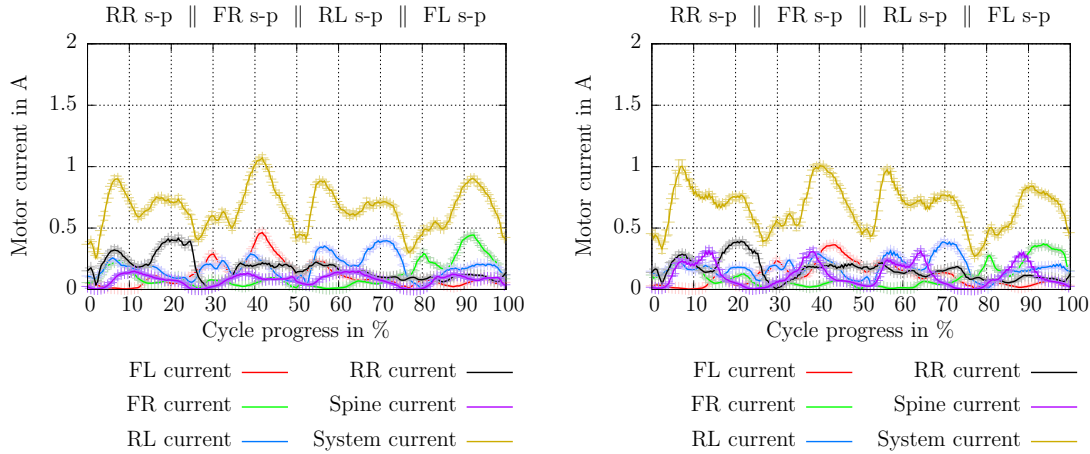 RR s-p ∥ FR s-p ∥ RL s-p ∥ FL s-p
2
1.5
1
0.5
0
Motor current in A
0 10 20 30 40 50 60 70 80 90 100
Cycle progress in %
FL current
RR current
FR current
Spine current
RL current
System current
RR s-p ∥ FR s-p ∥ RL s-p ∥ FL s-p
2
1.5
1
0.5
0
Motor current in A
0 10 20 30 40 50 60 70 80 90 100
Cycle progress in %
FL current
RR current
FR current
Spine current
RL current
System current